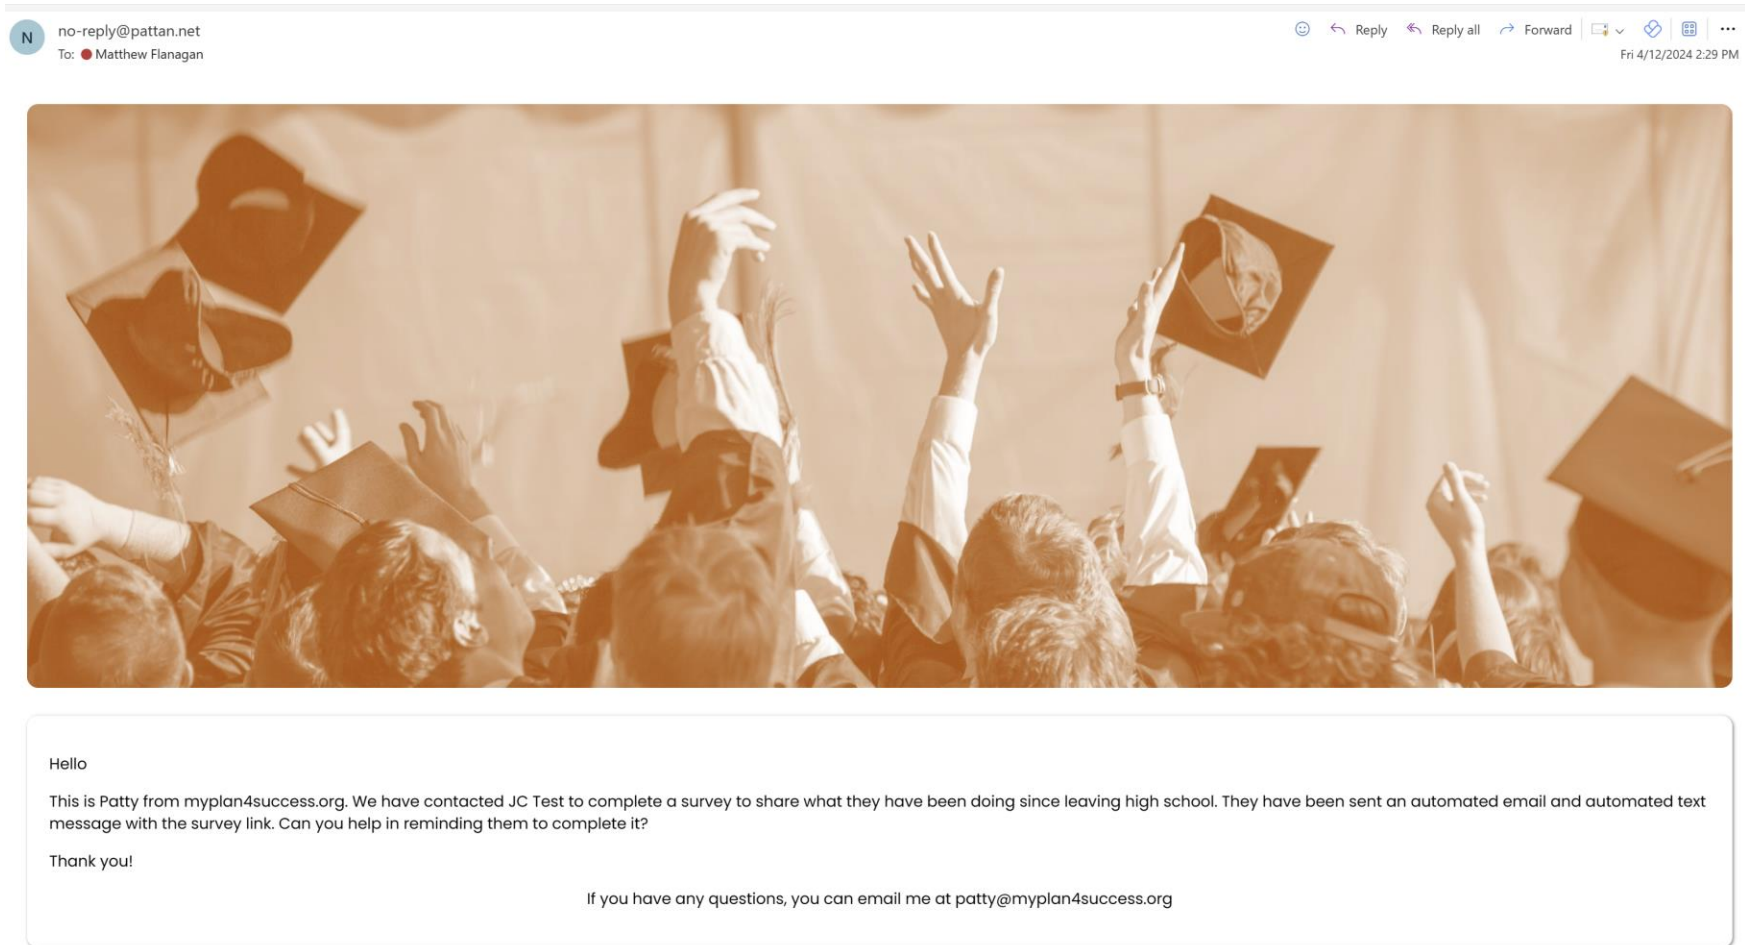 N
no-reply@pattan.net
To: Matthew Flanagan
Reply
Reply all
Forward
Fri 4/12/2024 2:29 PM
Hello
This is Patty from myplan4success.org. We have contacted JC Test to complete a survey to share what they have been doing since leaving high school. They have been sent an automated email and automated text
message with the survey link. Can you help in reminding them to complete it?
Thank you!
If you have any questions, you can email me at patty@myplan4success.org